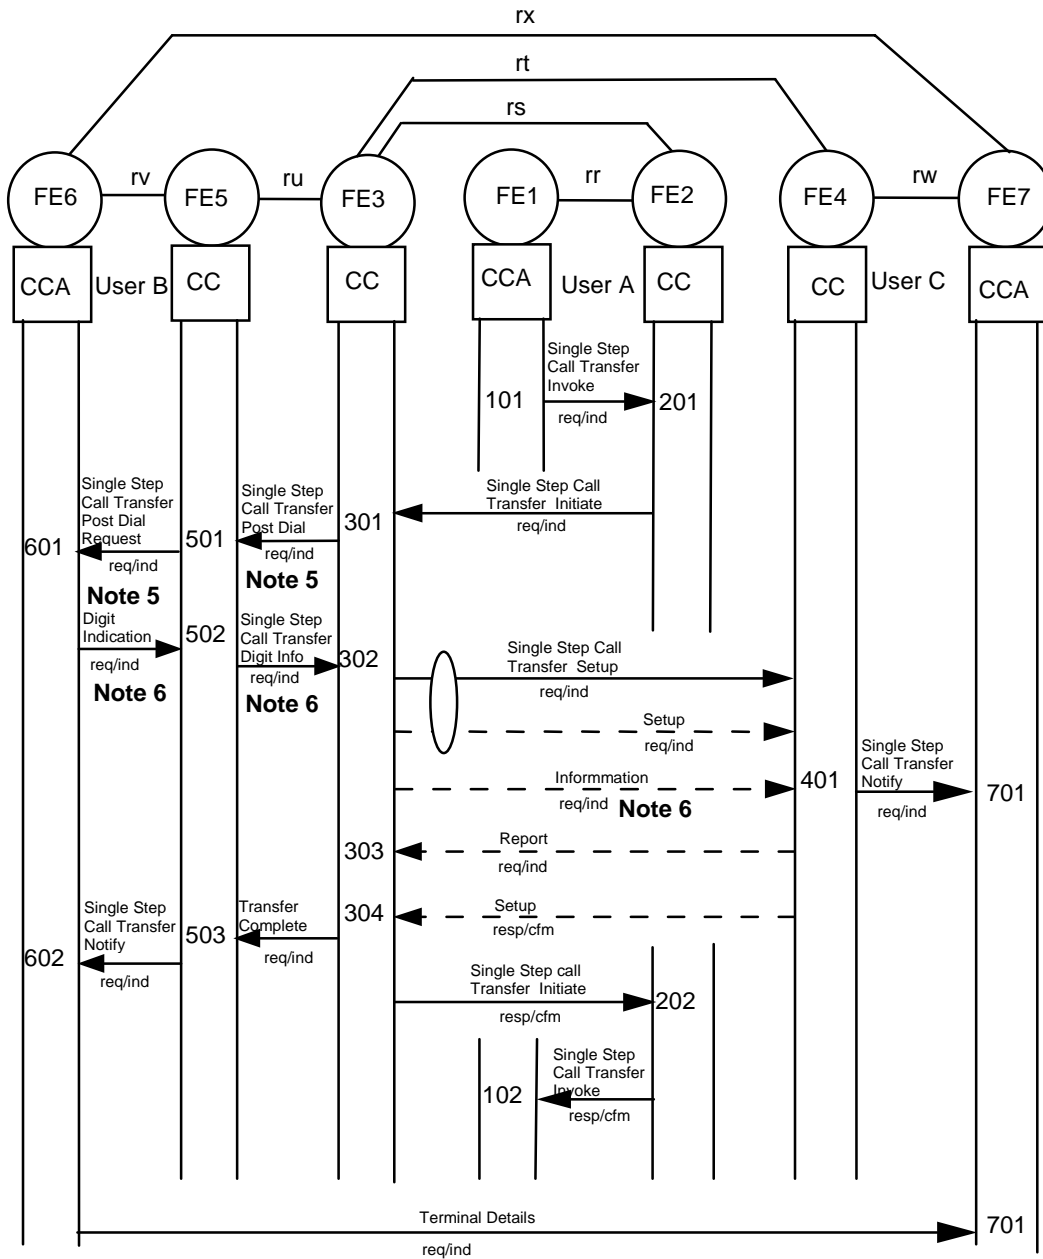 rx
rt
rs
FE6
rv
FE5
ru
FE3
FE1
rr
FE2
FE4
rw
FE7
CCA
User B
CC
CC
CCA
User A
CC
CC
User C
CCA
Single Step
Call Transfer
Invoke
101
201
req/ind
Single Step Call
Transfer Initiate
req/ind
301
Single Step
Call Transfer
Post Dial
req/ind
Note 5
501
Single Step
Call Transfer
Post Dial
Request
req/ind
Note 5
601
Digit
Indication
req/ind
Note 6
502
Single Step
Call Transfer
Digit Info
req/ind
Note 6
302
Single Step Call
Transfer Setup
req/ind
Setup
req/ind
Informmation
req/ind
Note 6
401
Single Step
Call Transfer
Notify
req/ind
701
303
Report
req/ind
304
Setup
resp/cfm
Transfer
Complete
req/ind
503
Single Step
Call Transfer
Notify
req/ind
602
Single Step call
Transfer Initiate
resp/cfm
202
Single Step
Call Transfer
Invoke
resp/cfm
102
Terminal Details
req/ind
701